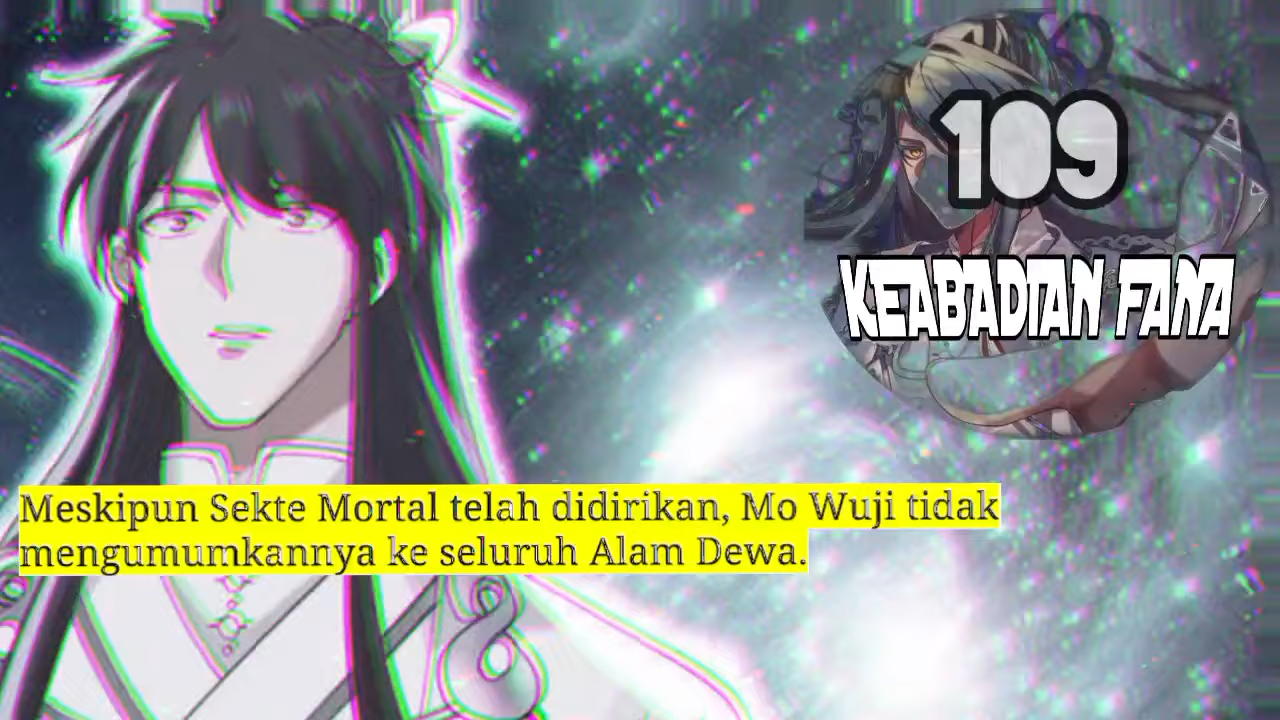 109
KEABADIAN FANA
Meskipun Sekte Mortal telah didirikan, Mo Wuji tidak
mengumumkannya ke seluruh Alam Dewa.